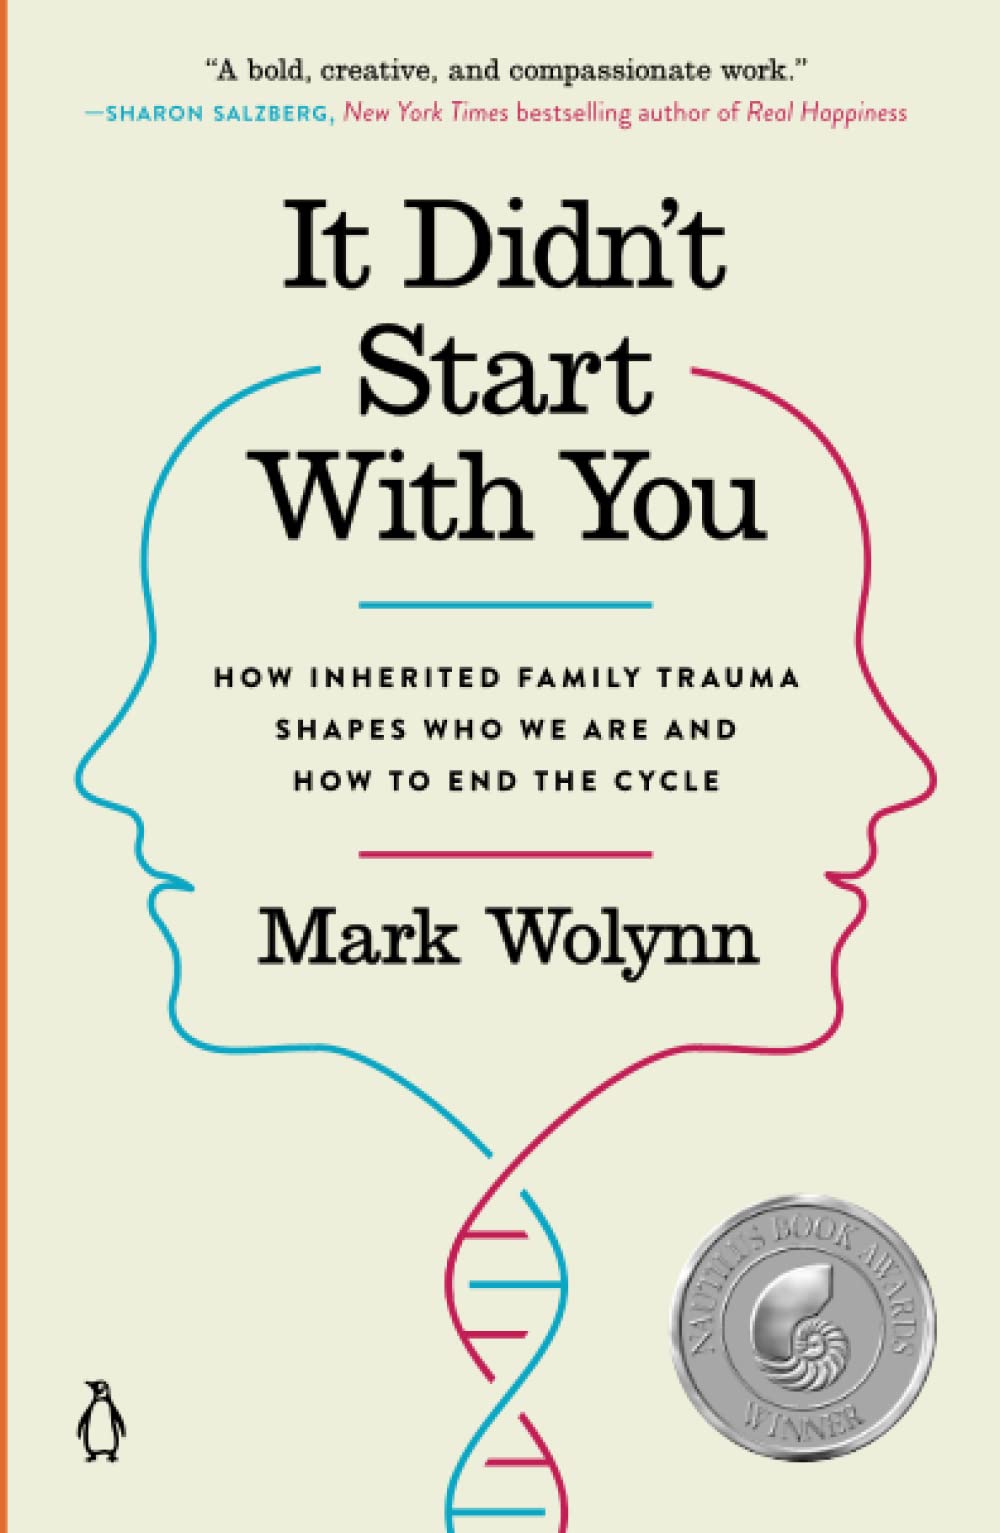 “A bold, creative, and compassionate work.”
—SHARON SALZBERG, New York Times bestselling author of Real Happiness
It Didn’t
Start
With You
HOW INHERITED FAMILY TRAUMA
SHAPES WHO WE ARE AND
HOW TO END THE CYCLE
Mark Wolynn
NAUTILUS BOOK AWARDS
WINNER